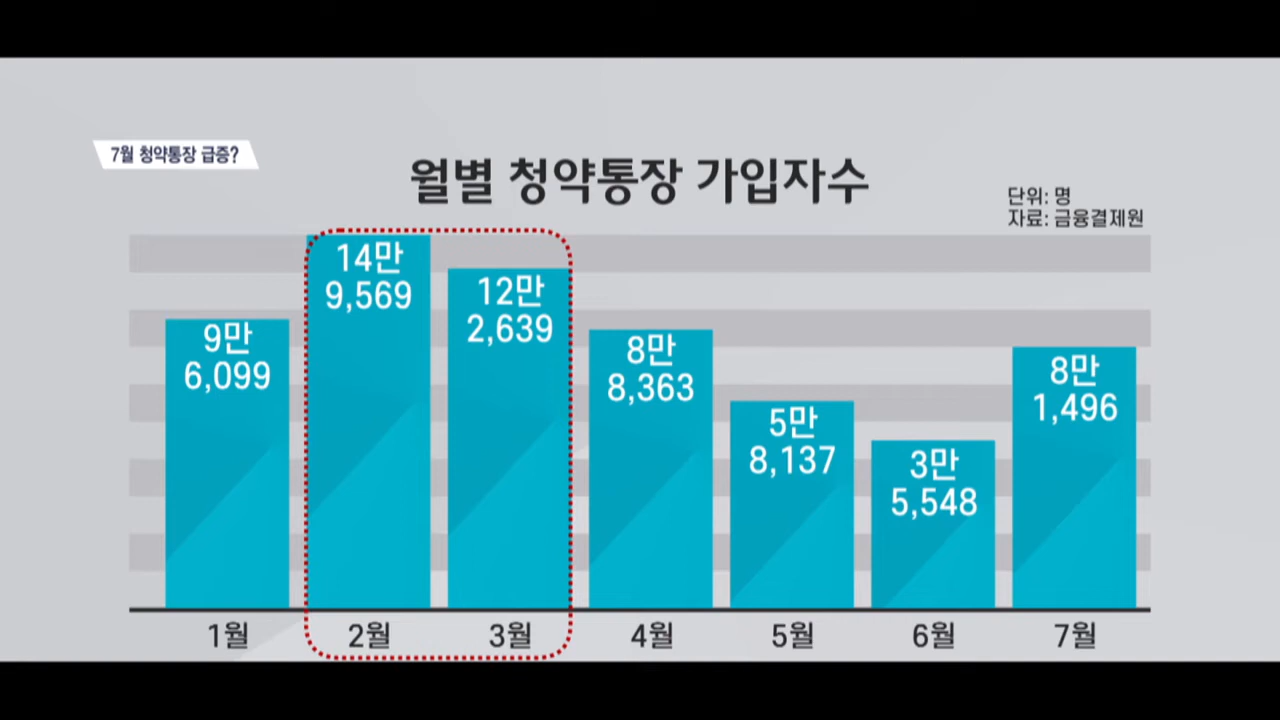 7월 청약통장 급증?
월별 청약통장 가입자수
단위: 명
자료: 금융결제원
9만
6,099
14만
9,569
12만
2,639
8만
8,363
5만
8,137
3만
5,548
8만
1,496
1월
2월
3월
4월
5월
6월
7월